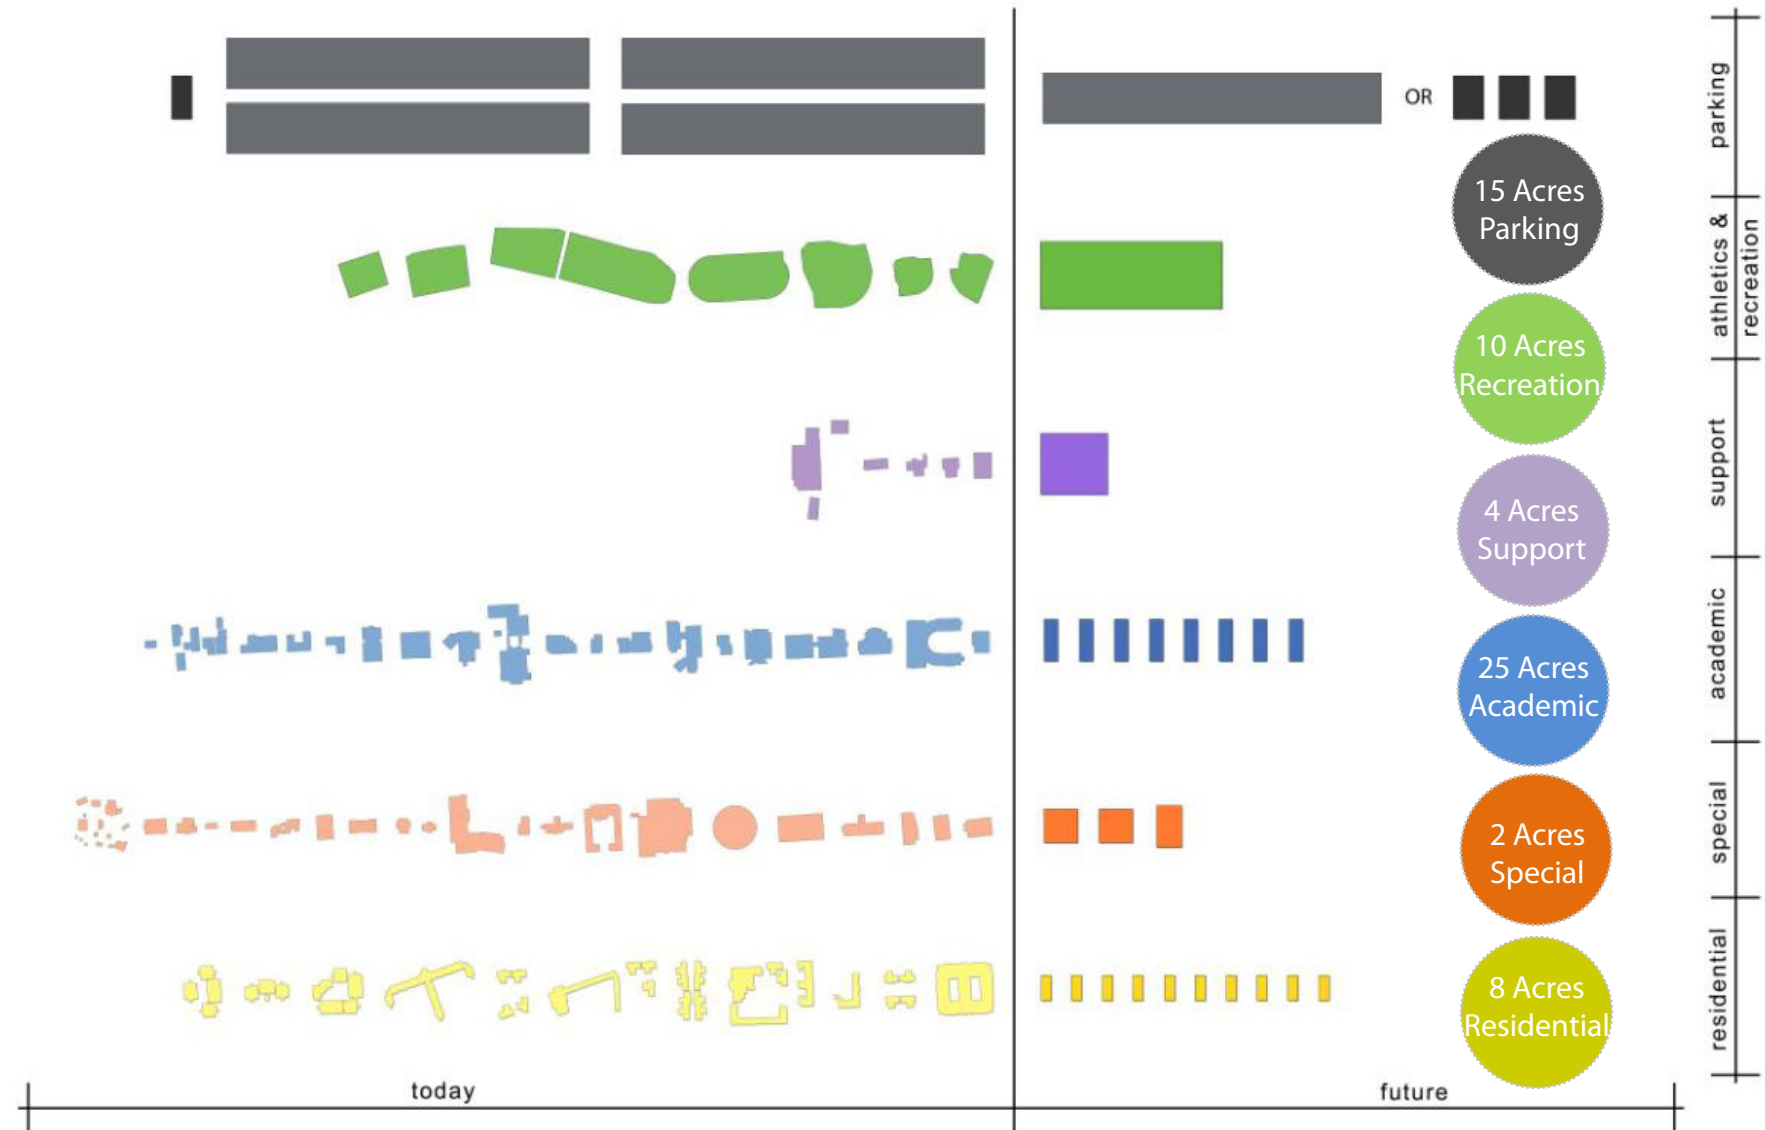 OR
parking
15 Acres
Parking
athletics &
recreation
10 Acres
Recreation
support
4 Acres
Support
academic
25 Acres
Academic
special
2 Acres
Special
residential
8 Acres
Residential
today
future